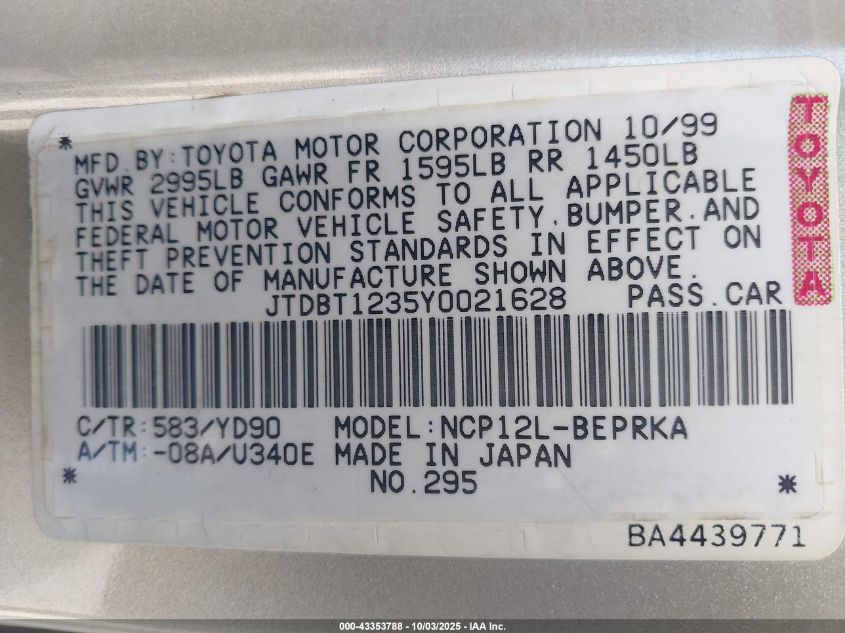 MFD.BY:TOYOTA MOTOR CORPORATION 10/99
GVWR 2995LB GAWR FR 1595LB RR 1450LB
THIS VEHICLE CONFORMS TO ALL APPLICABLE
FEDERAL MOTOR VEHICLE SAFETY,BUMPER,AND
THEFT PREVENTION STANDARDS IN EFFECT ON
THE DATE OF MANUFACTURE SHOWN ABOVE.
JTDBT1235Y0021628 PASS.CAR
TOYOTA
C/TR:583/YD90 MODEL:NCP12L-BEPRKA
A/TM:-08A/U340E MADE IN JAPAN
* NO.295 *
BA4439771
000-43353788 - 10/03/2025 - IAA Inc.